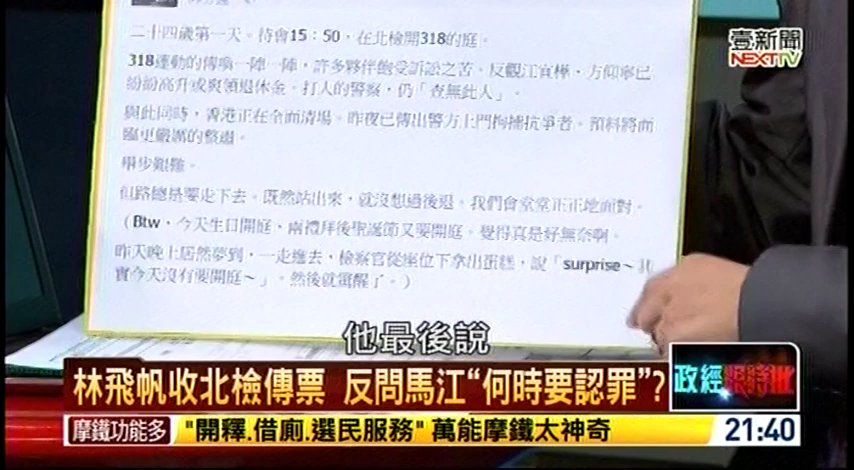 二十四歲第一天。待會15：50，在北檢開318的庭。
壹新聞
NEXTTV
318運動的傳喚一陣一陣，許多夥伴飽受訴訟之苦。反觀江宜樺、方仰寧已
紛紛高升或爽領退休金。打人的警察，仍「查無此人」。
與此同時，香港正在全面清場。昨夜已傳出警方上門拘捕抗爭者。預料將面
臨更嚴厲的整肅。
舉步艱難。
但路總是要走下去。既然站出來，就沒想過後退。我們會堂堂正正地面對。
（Btw，今天生日開庭、兩禮拜後聖誕節又要開庭。覺得真是好無奈啊。
昨天晚上居然夢到，一走進去，檢察官從座位下拿出蛋糕，說「surprise～其
實今天沒有要開庭～」。然後就驚醒了。）
他最後說
林飛帆收北檢傳票 反問馬江“何時要認罪”?
政經
摩鐵功能多
"開釋.借廁.選民服務" 萬能摩鐵太神奇
21:40